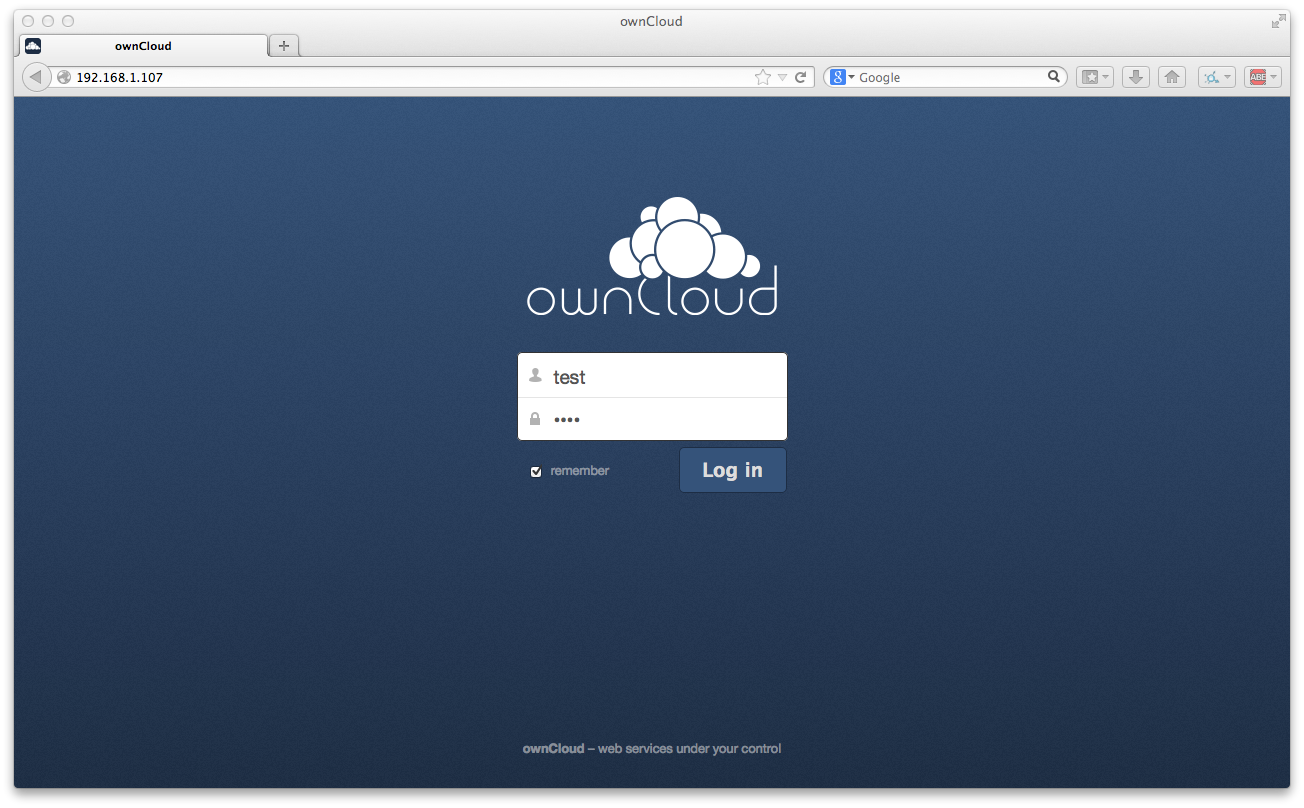 ownCloud
ownCloud
192.168.1.107
Google
ABE
ownCloud
test
••••
remember
Log in
ownCloud – web services under your control